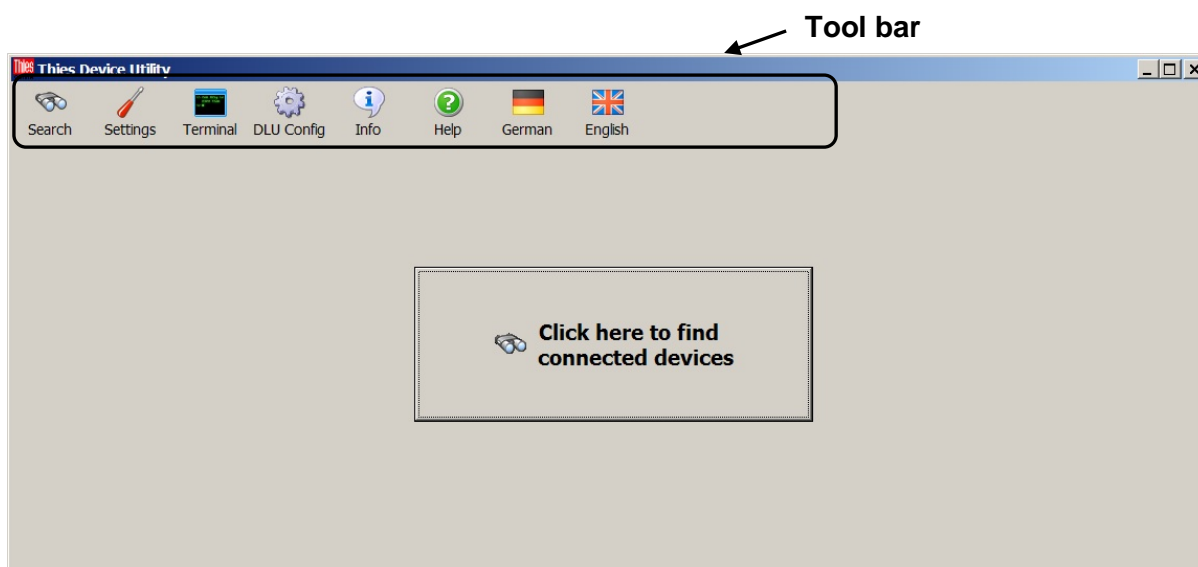 Tool bar
Thies Thies Device Utility
Search Settings Terminal DLU Config Info Help German English
Click here to find
connected devices